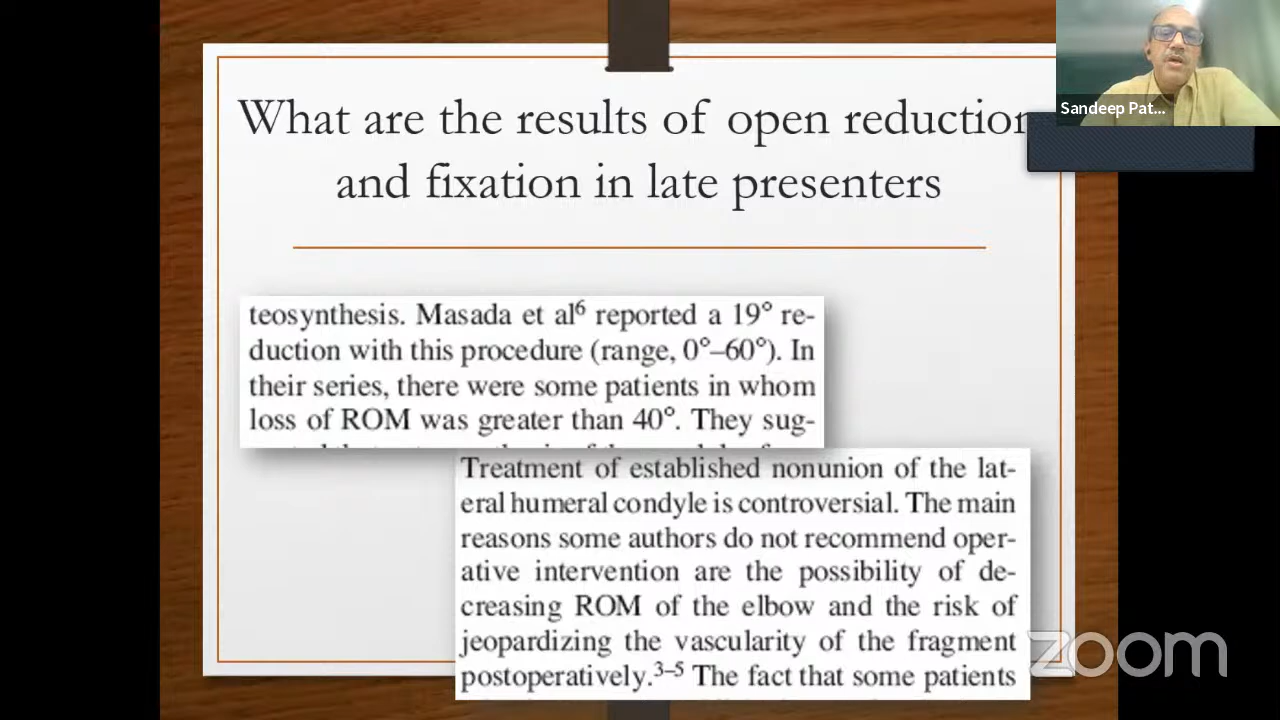 What are the results of open reduction
and fixation in late presenters
Sandeep Pat...
teosynthesis. Masada et al⁶ reported a 19° re-
duction with this procedure (range, 0°–60°). In
their series, there were some patients in whom
loss of ROM was greater than 40°. They sug-
Treatment of established nonunion of the lat-
eral humeral condyle is controversial. The main
reasons some authors do not recommend oper-
ative intervention are the possibility of de-
creasing ROM of the elbow and the risk of
jeopardizing the vascularity of the fragment
postoperatively.³⁻⁵ The fact that some patients
zoom